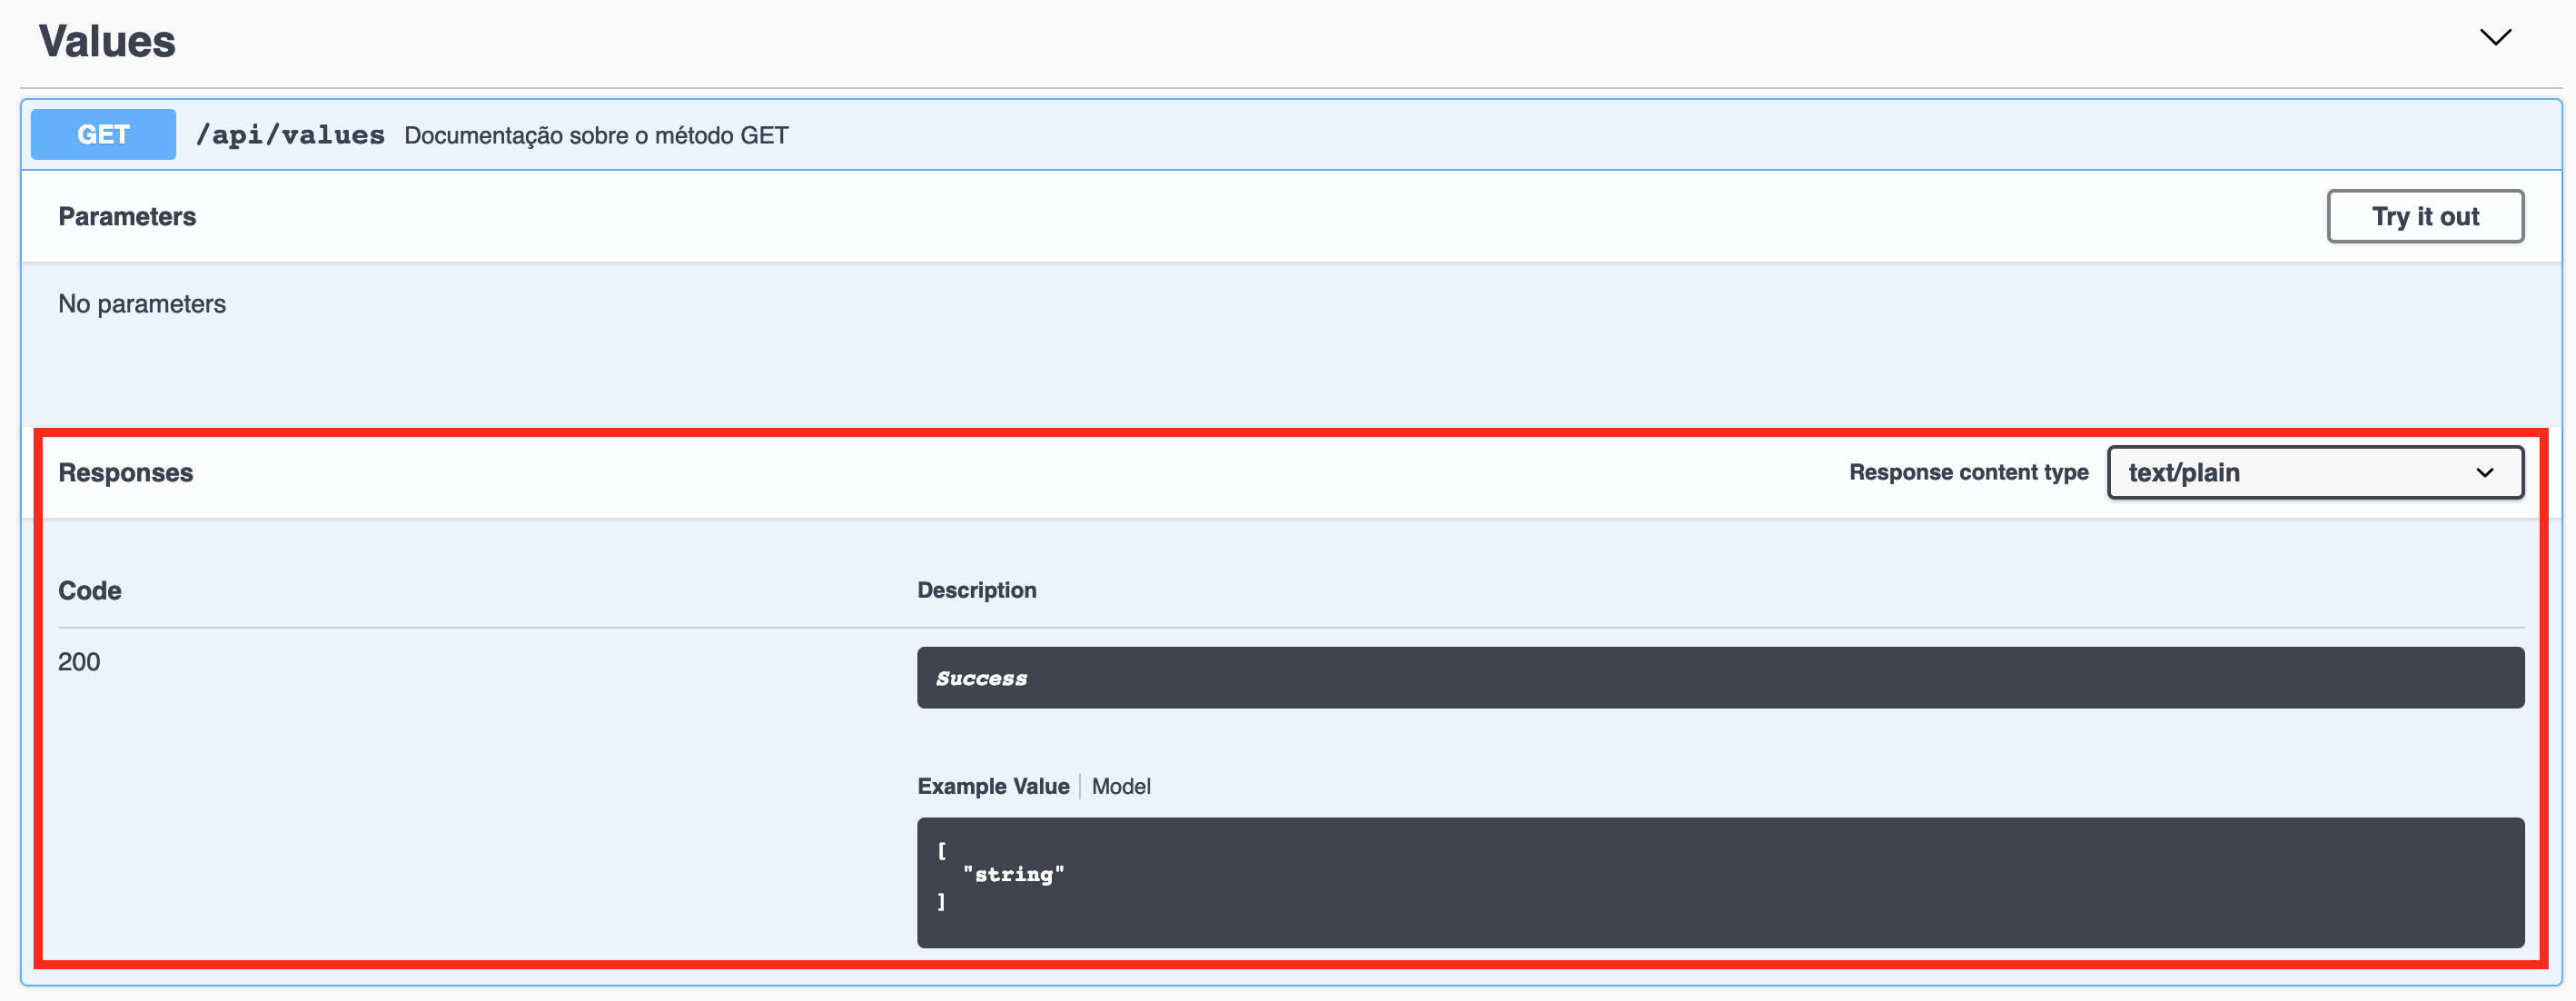 Values
GET /api/values Documentação sobre o método GET
Parameters Try it out
No parameters
Responses Response content type text/plain
Code Description
200 Success
Example Value Model
[
"string"
]